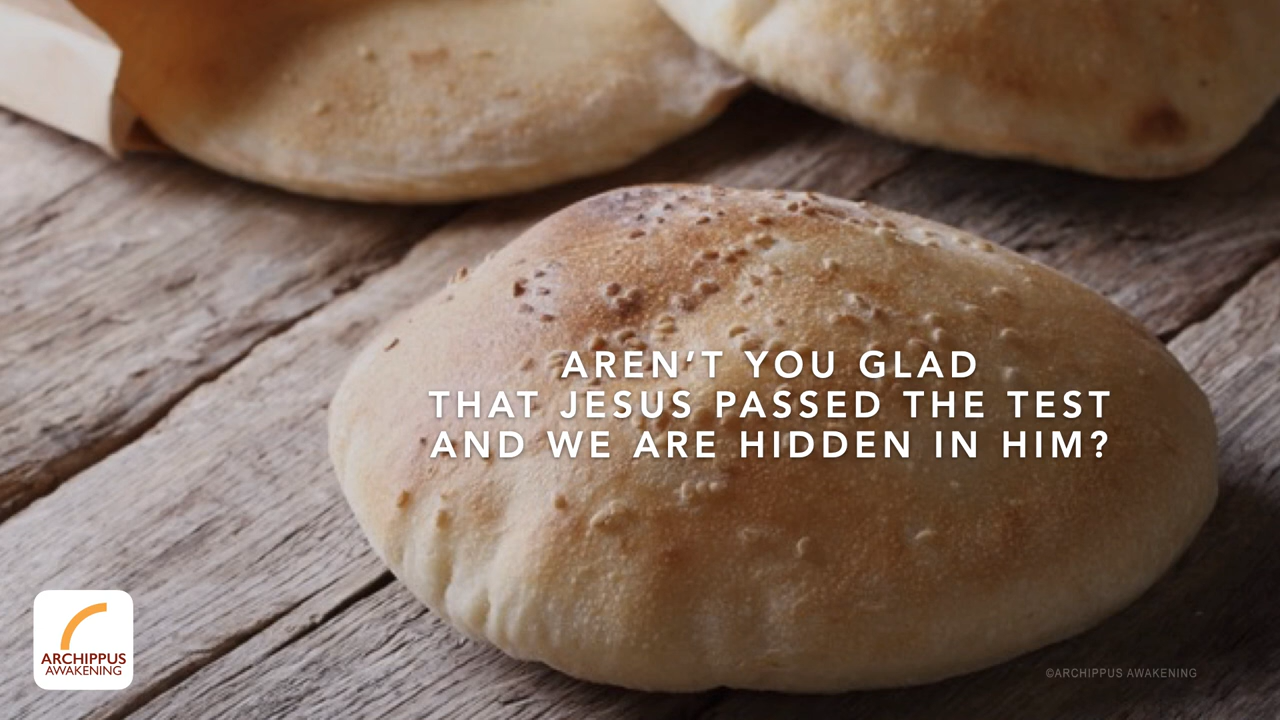 AREN’T YOU GLAD
THAT JESUS PASSED THE TEST
AND WE ARE HIDDEN IN HIM?
ARCHIPPUS
AWAKENING
©ARCHIPPUS AWAKENING